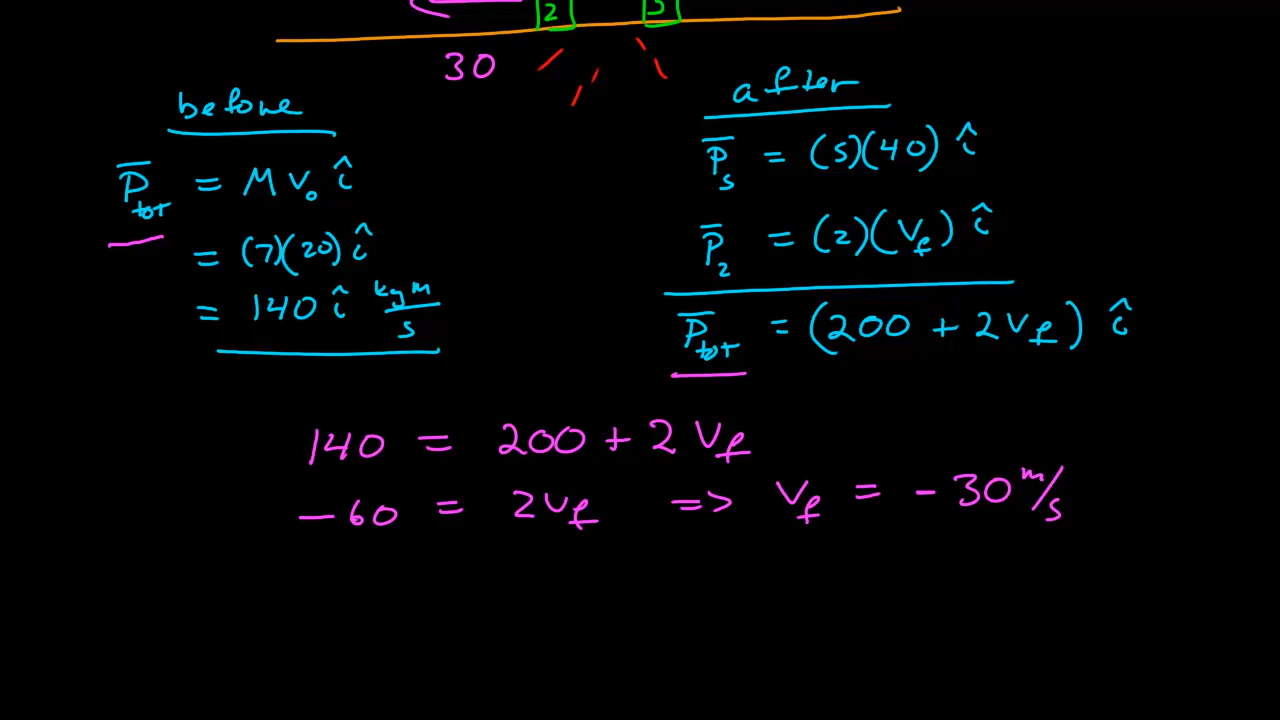 2 5
30
before
P̅tot = M v₀ î
= (7)(20) î
= 140 î kg m/s
after
P̅5 = (5)(40) î
P̅2 = (2)(Vf) î
P̅tot = (200 + 2Vf) î
140 = 200 + 2Vf
-60 = 2Vf => Vf = -30 m/s